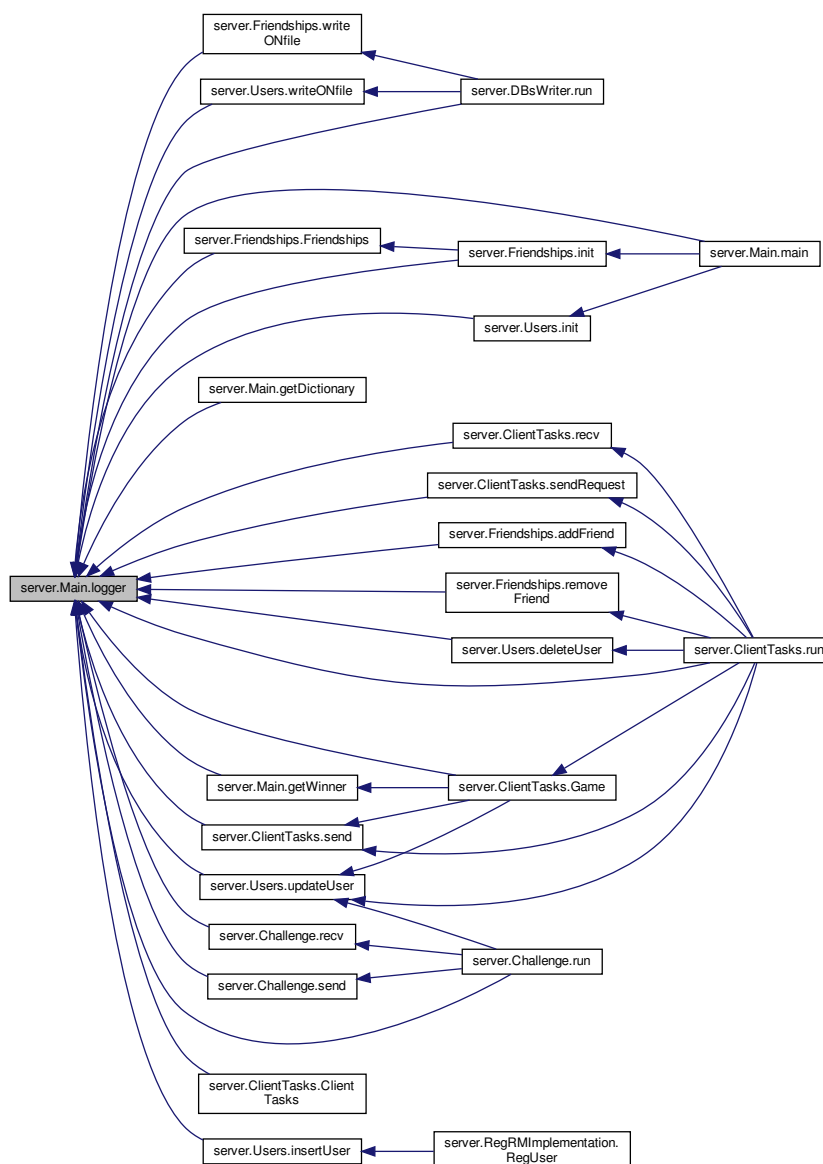 server.Friendships.write
ONfile
server.Users.writeONfile
server.DBsWriter.run
server.Friendships.Friendships
server.Friendships.init
server.Main.main
server.Users.init
server.Main.getDictionary
server.ClientTasks.recv
server.ClientTasks.sendRequest
server.Friendships.addFriend
server.Main.logger
server.Friendships.remove
Friend
server.Users.deleteUser
server.ClientTasks.run
server.Main.getWinner
server.ClientTasks.Game
server.ClientTasks.send
server.Users.updateUser
server.Challenge.recv
server.Challenge.run
server.Challenge.send
server.ClientTasks.Client
Tasks
server.Users.insertUser
server.RegRMImplementation.
RegUser